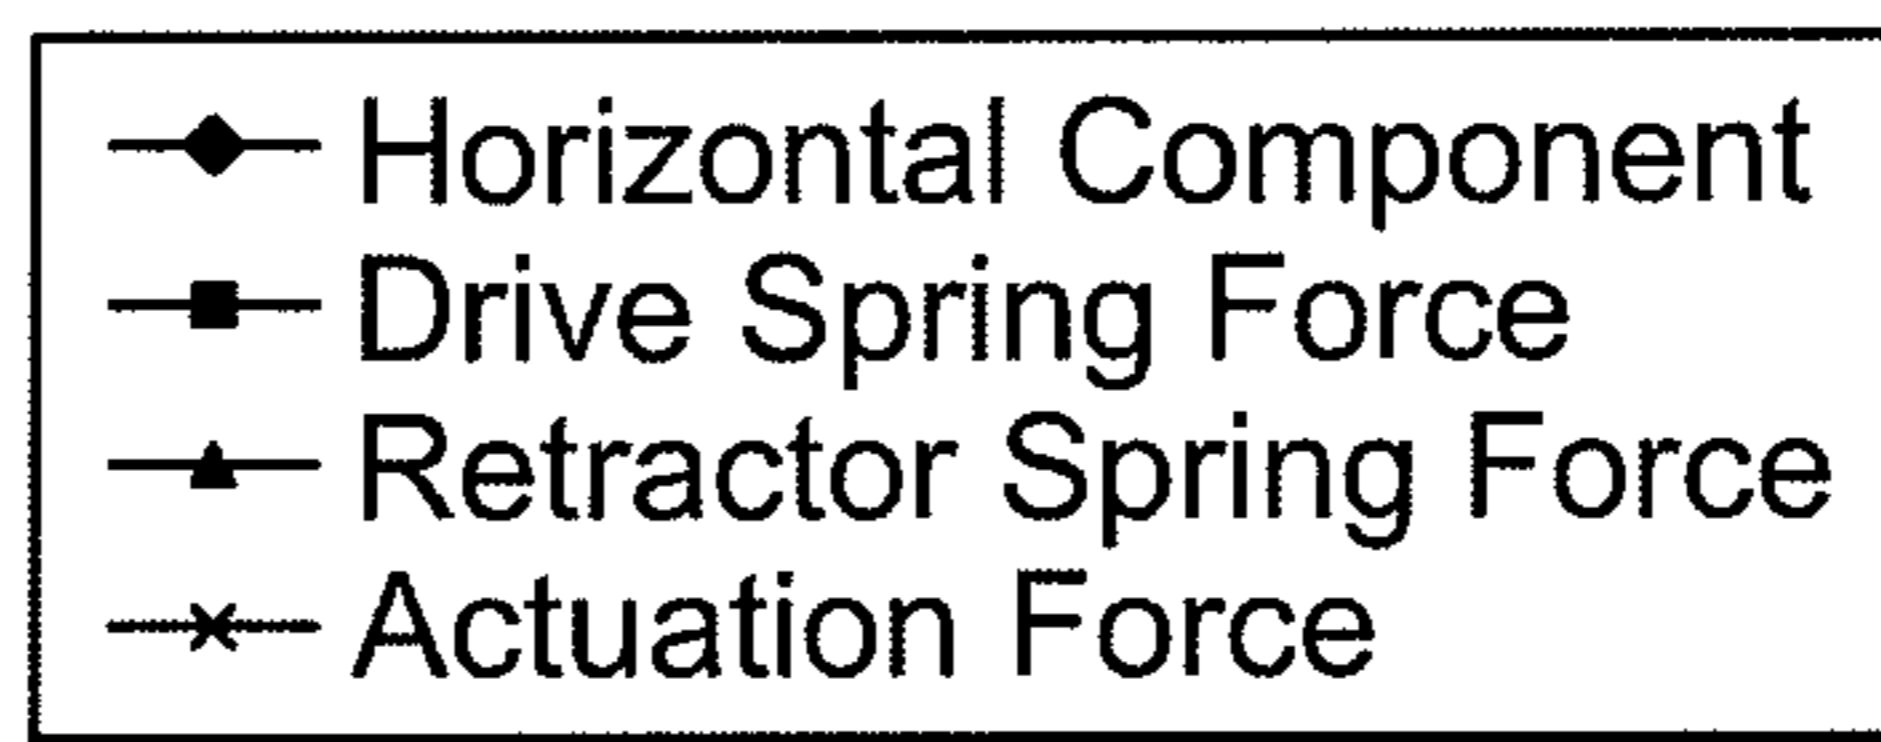 Horizontal Component
Drive Spring Force
Retractor Spring Force
Actuation Force